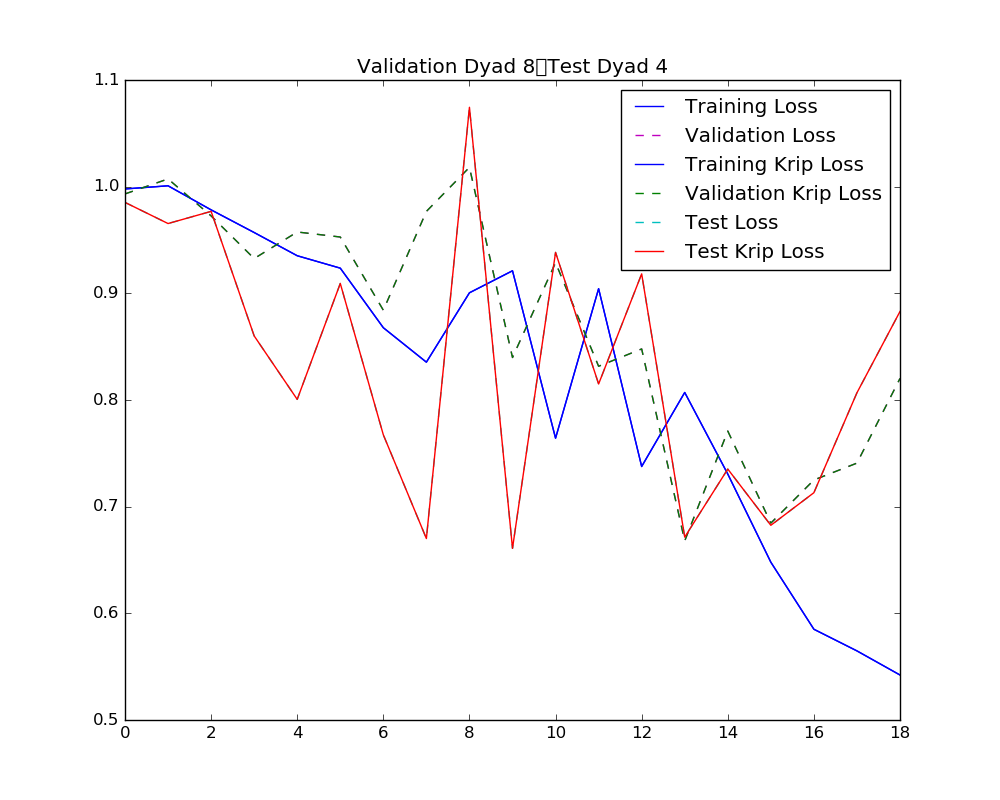 Validation Dyad 8 Test Dyad 4
1.1
1.0
0.9
0.8
0.7
0.6
0.5
0 2 4 6 8 10 12 14 16 18
Training Loss
Validation Loss
Training Krip Loss
Validation Krip Loss
Test Loss
Test Krip Loss